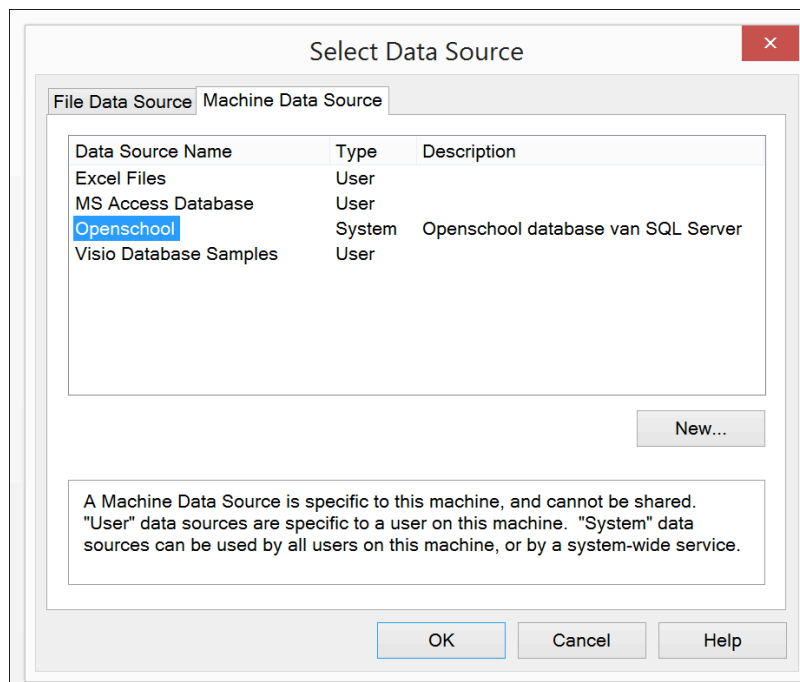 Select Data Source
File Data Source Machine Data Source
Data Source Name Type Description
Excel Files User
MS Access Database User
Openschool System Openschool database van SQL Server
Visio Database Samples User
New...
A Machine Data Source is specific to this machine, and cannot be shared.
"User" data sources are specific to a user on this machine. "System" data
sources can be used by all users on this machine, or by a system-wide service.
OK Cancel Help